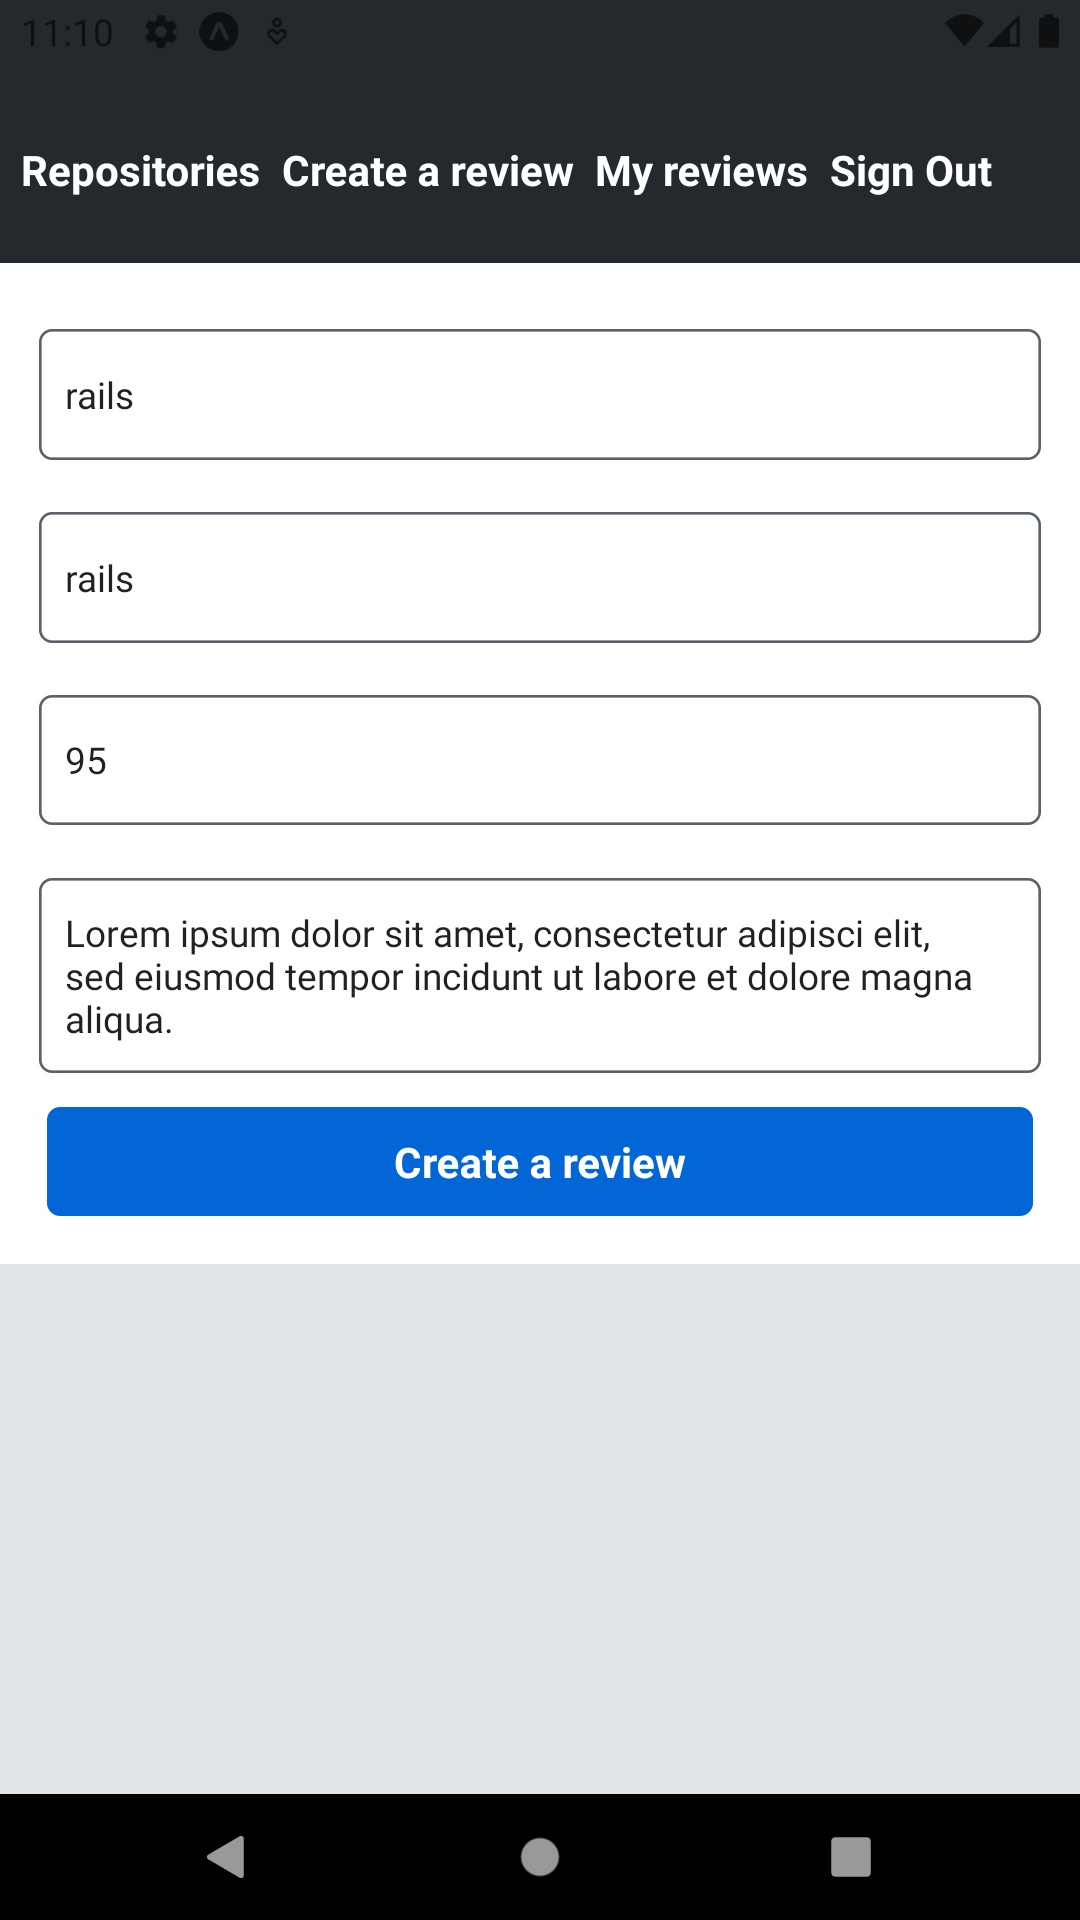 11:10
Repositories Create a review My reviews Sign Out
rails
rails
95
Lorem ipsum dolor sit amet, consectetur adipisci elit,
sed eiusmod tempor incidunt ut labore et dolore magna
aliqua.
Create a review